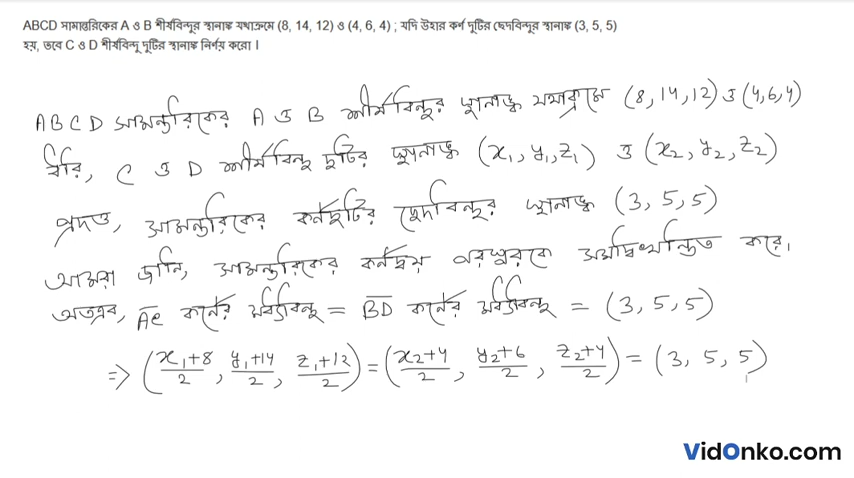 ABCD সামান্তরিকের A ও B শীর্ষবিন্দুর স্থানাঙ্ক যথাক্রমে (8, 14, 12) ও (4, 6, 4) ; যদি উহার কর্ণ দুটির ছেদবিন্দুর স্থানাঙ্ক (3, 5, 5)
হয়, তবে C ও D শীর্ষবিন্দু দুটির স্থানাঙ্ক নির্ণয় করো ।
ABCD সামান্তরিকের A ও B শীর্ষবিন্দুর স্থানাঙ্ক যথাক্রমে (8, 14, 12) ও (4, 6, 4)
ধরি, C ও D শীর্ষবিন্দু দুটির স্থানাঙ্ক (x₁, y₁, z₁) ও (x₂, y₂, z₂)
প্রদত্ত, সামান্তরিকের কর্ণদুটির ছেদবিন্দুর স্থানাঙ্ক (3, 5, 5)
আমরা জানি, সামান্তরিকের কর্ণদ্বয় পরস্পরকে সমদ্বিখন্ডিত করে।
অতএব, A̅C̅ কর্ণের মধ্যবিন্দু = B̅D̅ কর্ণের মধ্যবিন্দু = (3, 5, 5)
⇒ ((x₁+8)/2, (y₁+14)/2, (z₁+12)/2) = ((x₂+4)/2, (y₂+6)/2, (z₂+4)/2) = (3, 5, 5)
VidOnko.com